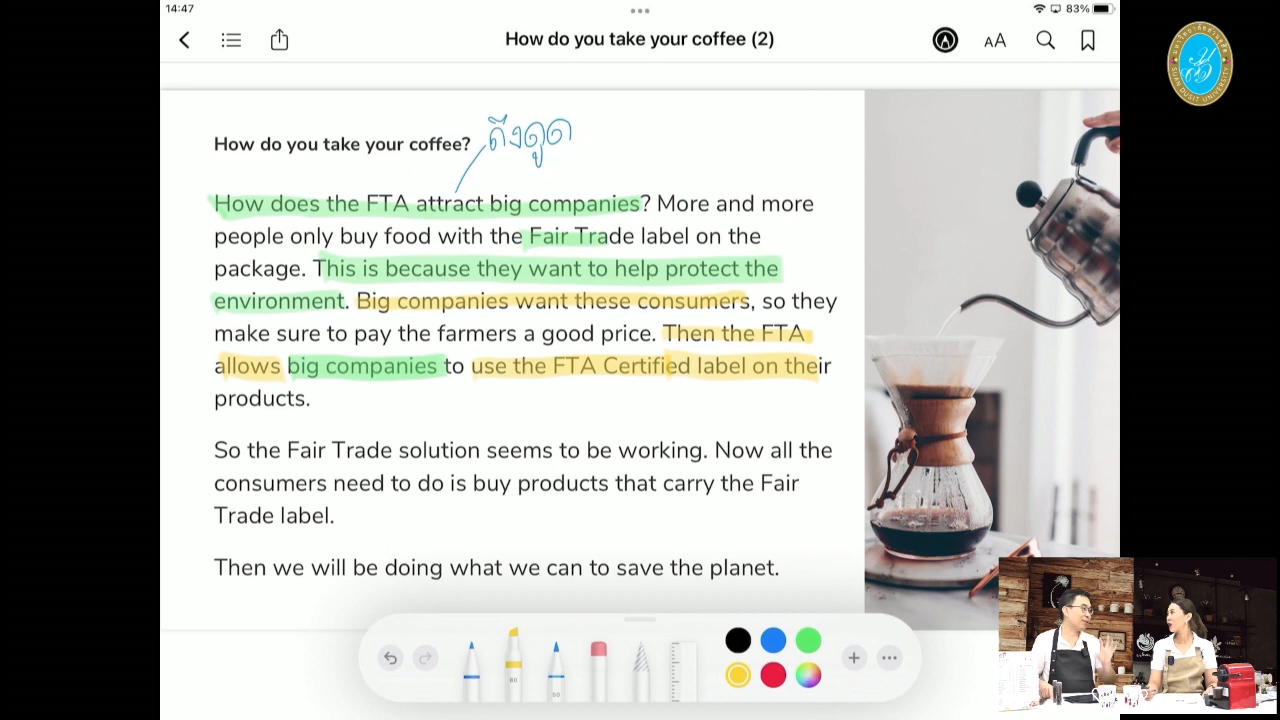 14:47
83%
How do you take your coffee (2)
AA
SUAN DUSIT UNIVERSITY
How do you take your coffee?
ดึงดูด
How does the FTA attract big companies? More and more
people only buy food with the Fair Trade label on the
package. This is because they want to help protect the
environment. Big companies want these consumers, so they
make sure to pay the farmers a good price. Then the FTA
allows big companies to use the FTA Certified label on their
products.
So the Fair Trade solution seems to be working. Now all the
consumers need to do is buy products that carry the Fair
Trade label.
Then we will be doing what we can to save the planet.
80
50